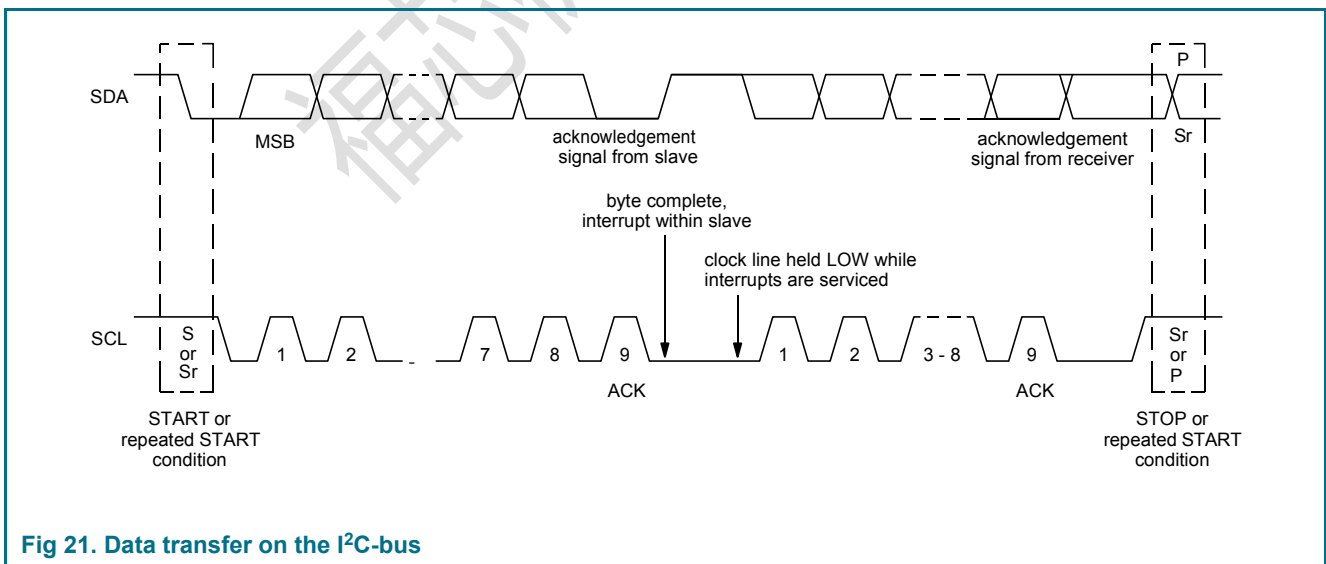 P
SDA
MSB
acknowledgement
signal from slave
acknowledgement
signal from receiver
Sr
byte complete,
interrupt within slave
clock line held LOW while
interrupts are serviced
SCL
S
or
Sr
1
2
7
8
9
1
2
3 - 8
9
Sr
or
P
ACK
ACK
START or
repeated START
condition
STOP or
repeated START
condition
Fig 21. Data transfer on the I²C-bus
福芯